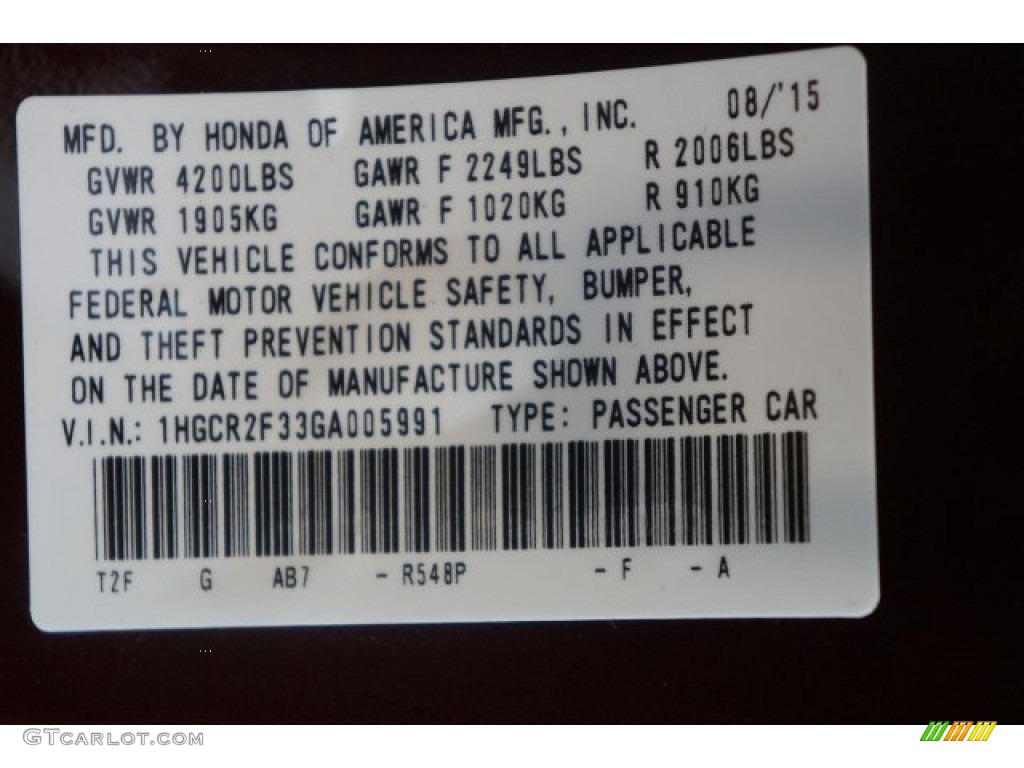 MFD. BY HONDA OF AMERICA MFG., INC. 08/'15
GVWR 4200LBS GAWR F 2249LBS R 2006LBS
GVWR 1905KG GAWR F 1020KG R 910KG
THIS VEHICLE CONFORMS TO ALL APPLICABLE
FEDERAL MOTOR VEHICLE SAFETY, BUMPER,
AND THEFT PREVENTION STANDARDS IN EFFECT
ON THE DATE OF MANUFACTURE SHOWN ABOVE.
V.I.N.: 1HGCR2F33GA005991 TYPE: PASSENGER CAR
T2F G AB7 - R548P - F - A
GTCarlot.com